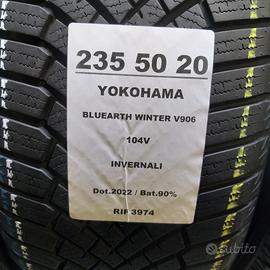 235 50 20
YOKOHAMA
BLUEARTH WINTER V906
104V
INVERNALI
Dot.2022 / Bat.90%
RIF 3974
subito